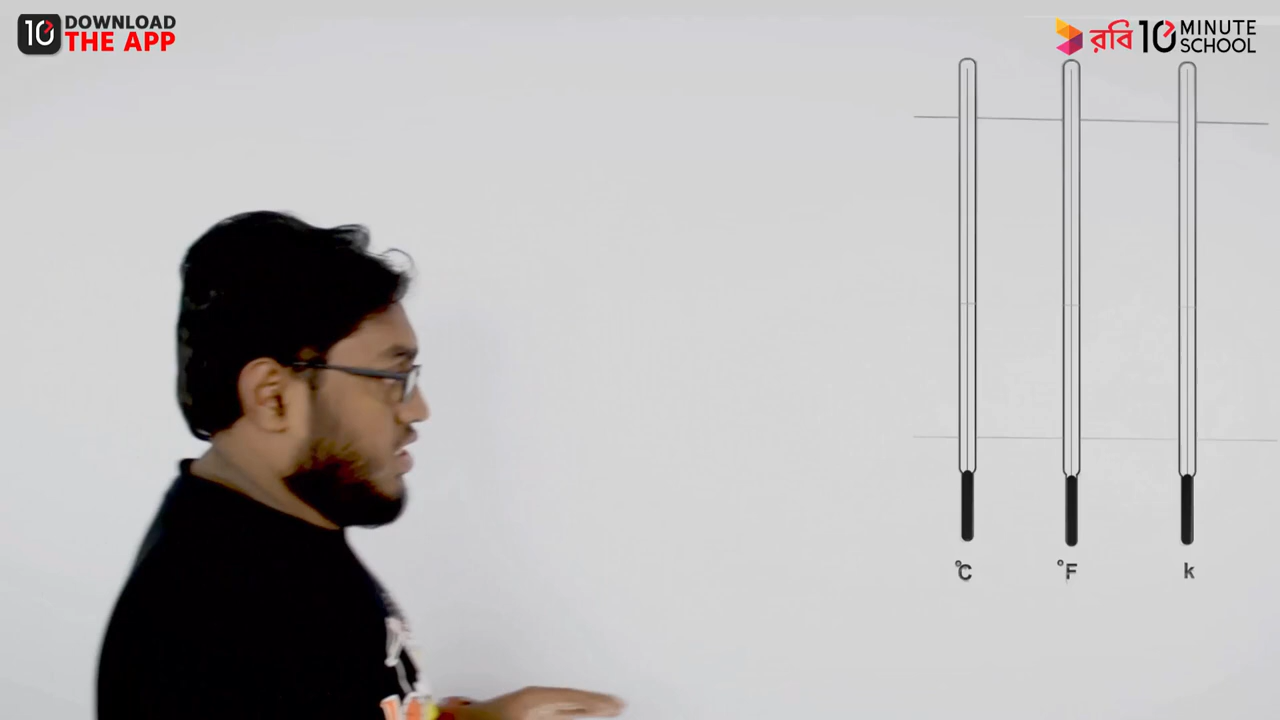 10 DOWNLOAD
THE APP
রবি 10 MINUTE
SCHOOL
°C °F k